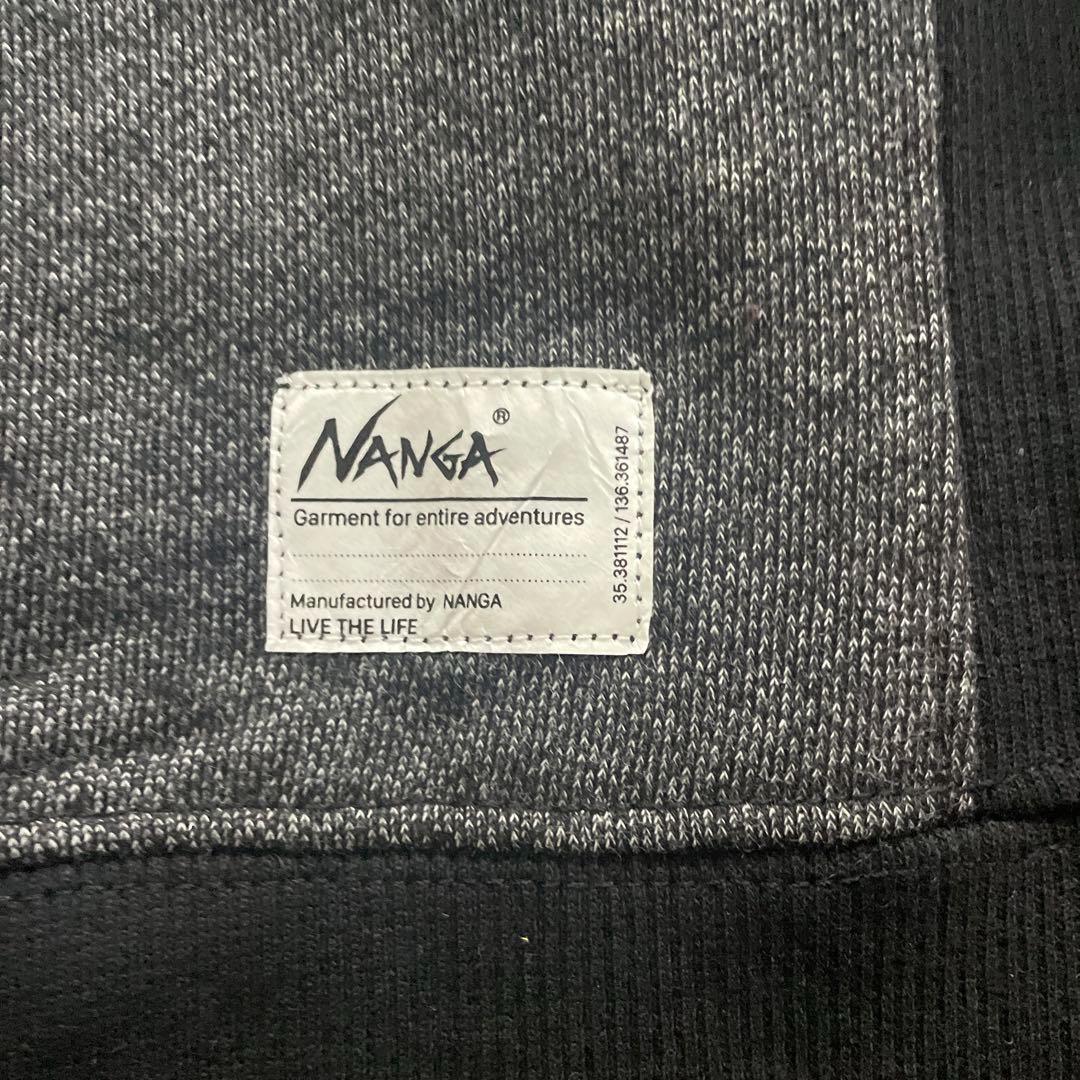 NANGA®
Garment for entire adventures
Manufactured by NANGA
LIVE THE LIFE
35.381112 / 136.361487